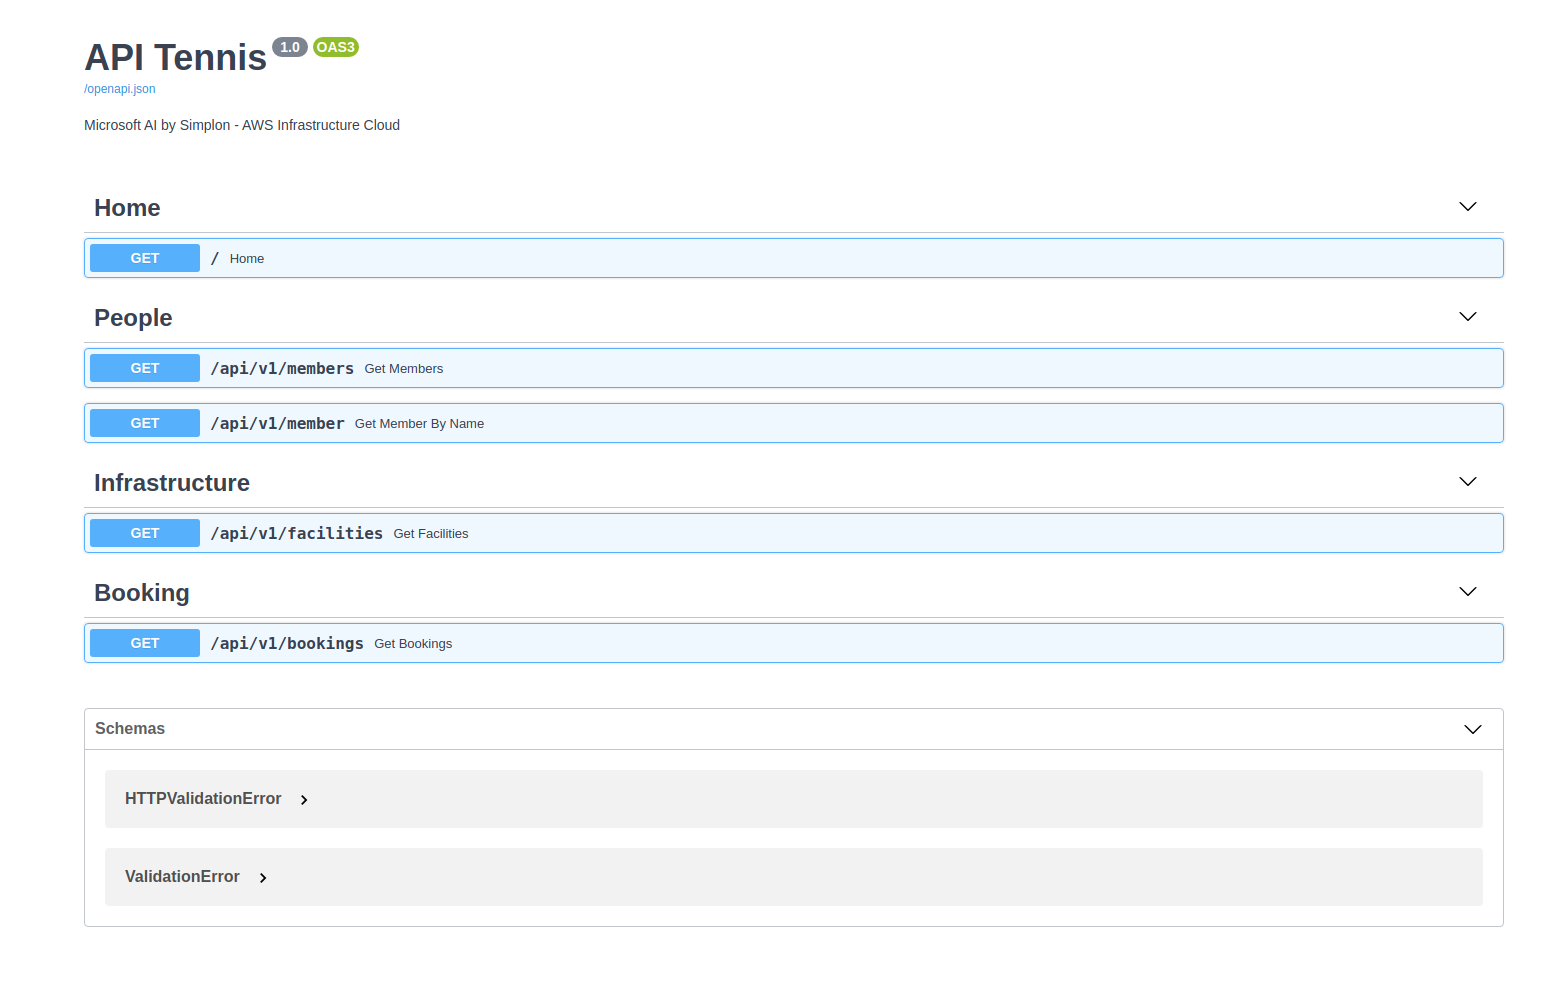 API Tennis 1.0 OAS3
/openapi.json
Microsoft AI by Simplon - AWS Infrastructure Cloud
Home
GET / Home
People
GET /api/v1/members Get Members
GET /api/v1/member Get Member By Name
Infrastructure
GET /api/v1/facilities Get Facilities
Booking
GET /api/v1/bookings Get Bookings
Schemas
HTTPValidationError
ValidationError